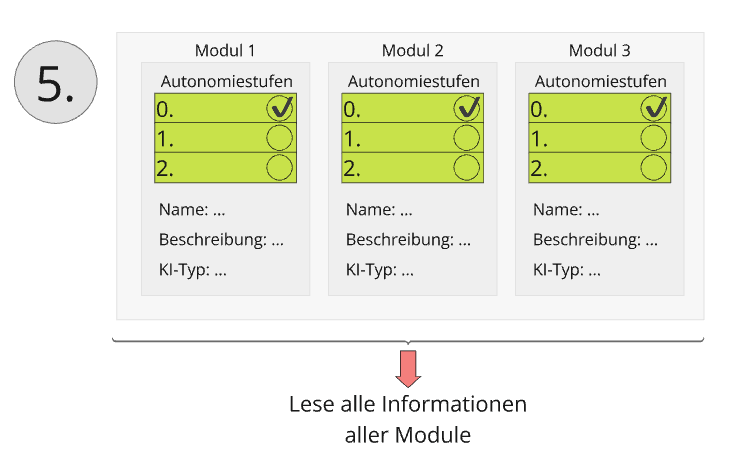 5.
Modul 1
Autonomiestufen
0.
1.
2.
Name: ...
Beschreibung: ...
KI-Typ: ...
Modul 2
Autonomiestufen
0.
1.
2.
Name: ...
Beschreibung: ...
KI-Typ: ...
Modul 3
Autonomiestufen
0.
1.
2.
Name: ...
Beschreibung: ...
KI-Typ: ...
Lese alle Informationen
aller Module